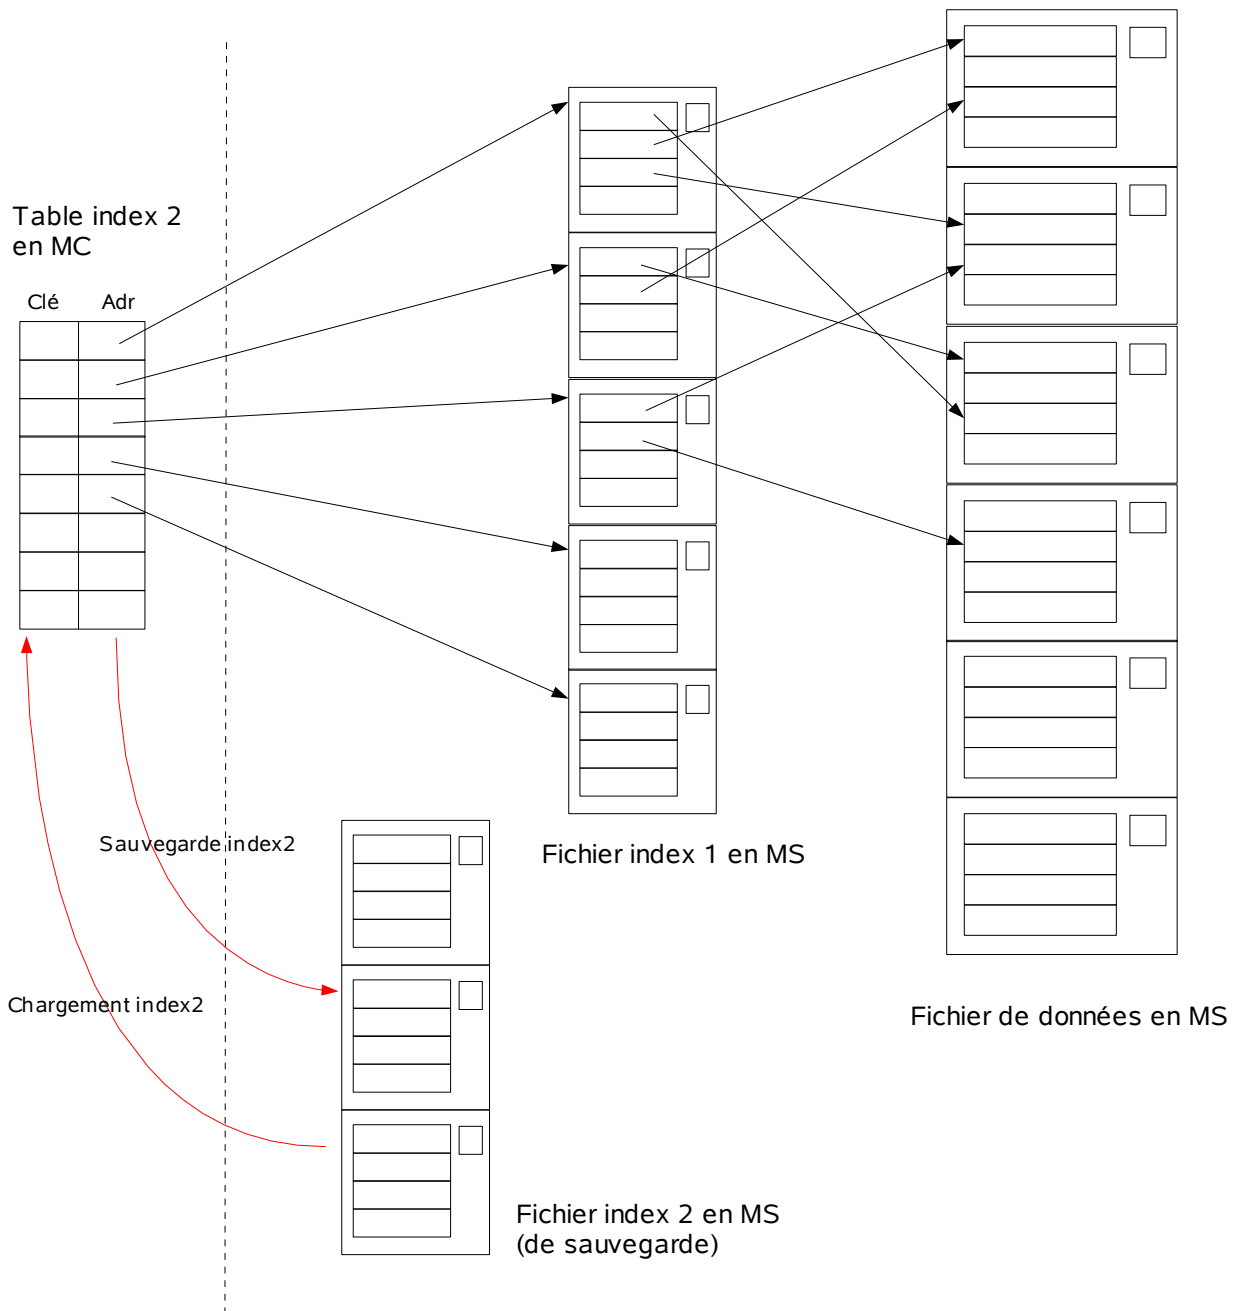 Table index 2
en MC
Clé Adr
Sauvegarde index2
Fichier index 1 en MS
Chargement index2
Fichier de données en MS
Fichier index 2 en MS
(de sauvegarde)